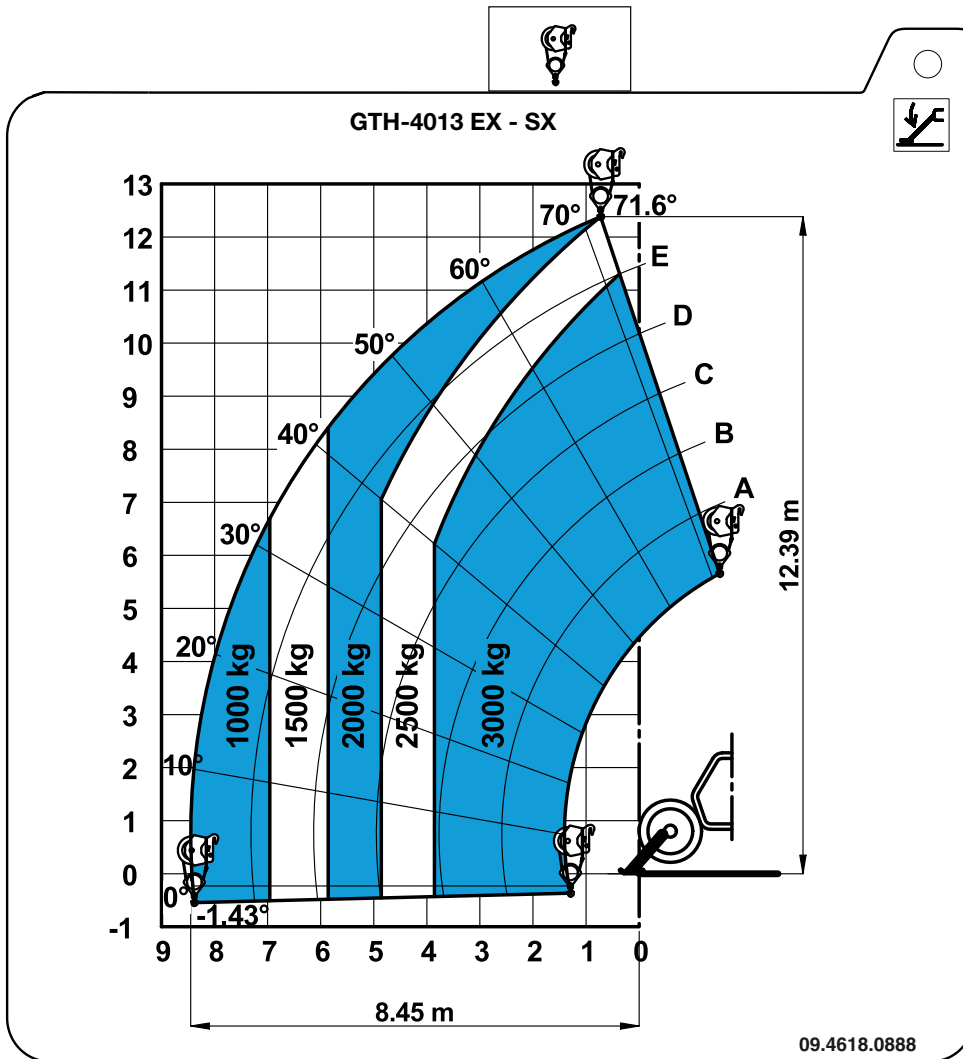 GTH-4013 EX - SX
13
12
11
10
9
8
7
6
5
4
3
2
1
0
-1
70°
71.6°
60°
50°
40°
30°
20°
10°
0°
-1.43°
E
D
C
B
A
1000 kg
1500 kg
2000 kg
2500 kg
3000 kg
12.39 m
9 8 7 6 5 4 3 2 1 0
8.45 m
09.4618.0888